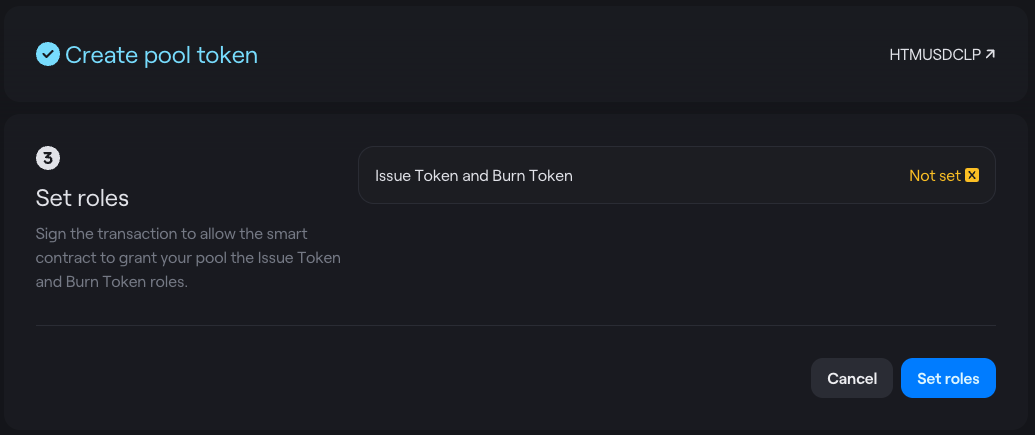 Create pool token
HTMUSDCLP
3
Issue Token and Burn Token
Not set
Set roles
Sign the transaction to allow the smart
contract to grant your pool the Issue Token
and Burn Token roles.
Cancel
Set roles